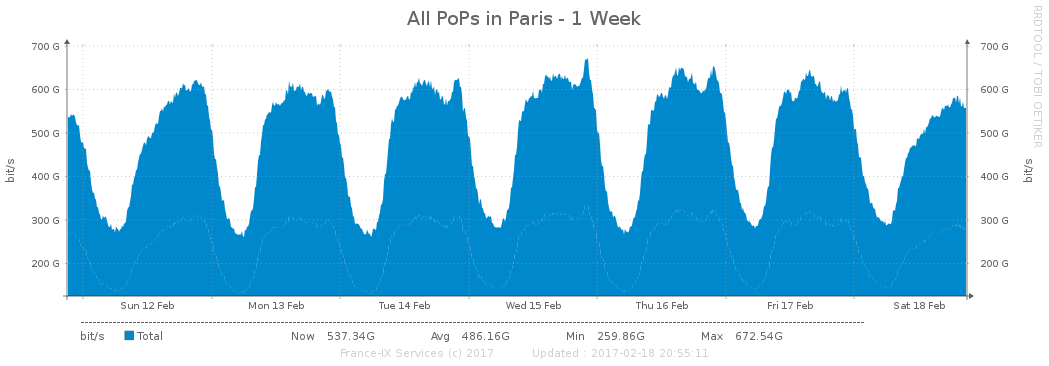 All PoPs in Paris - 1 Week
RRDTOOL / TOBI OETIKER
700 G 700 G
600 G 600 G
500 G 500 G
400 G 400 G
300 G 300 G
200 G 200 G
bit/s
bit/s
Sun 12 Feb Mon 13 Feb Tue 14 Feb Wed 15 Feb Thu 16 Feb Fri 17 Feb Sat 18 Feb
bit/s Total Now 537.34G Avg 486.16G Min 259.86G Max 672.54G
France-IX Services (c) 2017 Updated : 2017-02-18 20:55:11